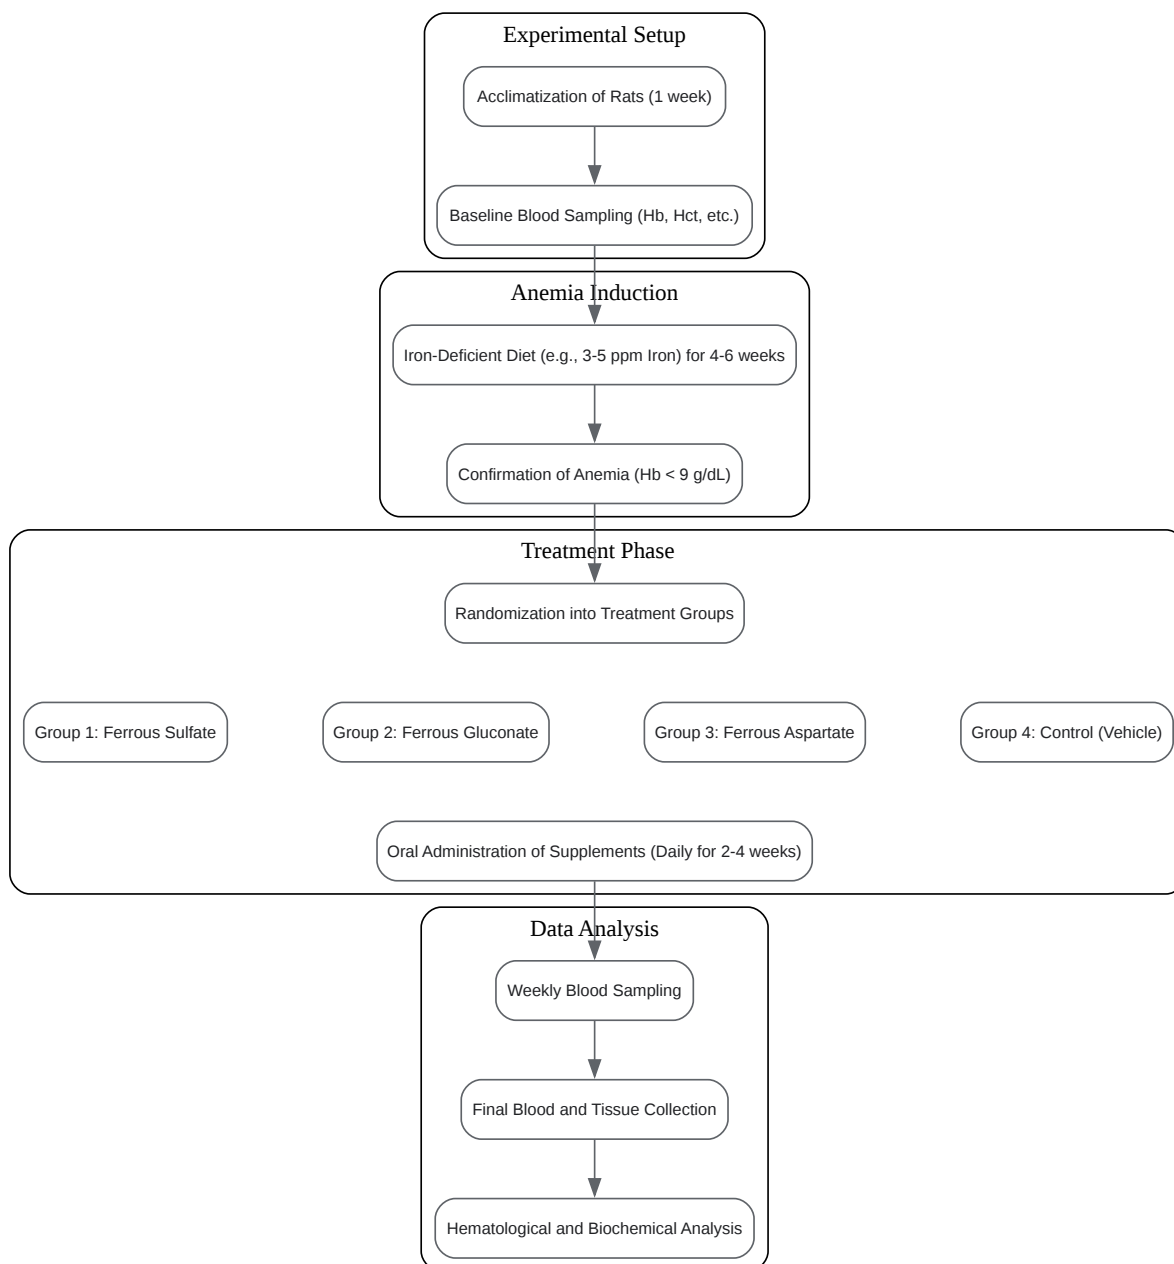 Experimental Setup
Acclimatization of Rats (1 week)
Baseline Blood Sampling (Hb, Hct, etc.)
Anemia Induction
Iron-Deficient Diet (e.g., 3-5 ppm Iron) for 4-6 weeks
Confirmation of Anemia (Hb < 9 g/dL)
Treatment Phase
Randomization into Treatment Groups
Group 1: Ferrous Sulfate
Group 2: Ferrous Gluconate
Group 3: Ferrous Aspartate
Group 4: Control (Vehicle)
Oral Administration of Supplements (Daily for 2-4 weeks)
Data Analysis
Weekly Blood Sampling
Final Blood and Tissue Collection
Hematological and Biochemical Analysis